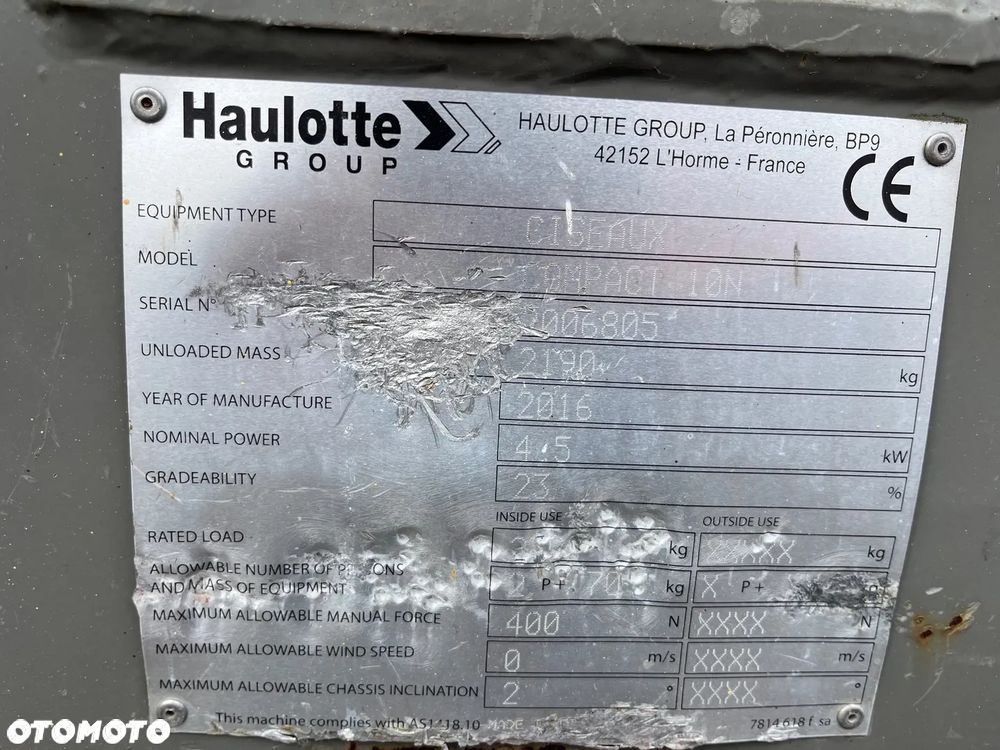 Haulotte
GROUP
HAULOTTE GROUP, La Péronnière, BP9
42152 L'Horme - France
CE
EQUIPMENT TYPE CISEAUX
MODEL COMPACT 10N
SERIAL N° 2006805
UNLOADED MASS 2190 kg
YEAR OF MANUFACTURE 2016
NOMINAL POWER 4.5 kW
GRADEABILITY 23 %
INSIDE USE OUTSIDE USE
RATED LOAD kg kg
ALLOWABLE NUMBER OF PERSONS
AND MASS OF EQUIPMENT 2 P+ 70 kg X P+
MAXIMUM ALLOWABLE MANUAL FORCE 400 N XXXX N
MAXIMUM ALLOWABLE WIND SPEED 0 m/s XXXX m/s
MAXIMUM ALLOWABLE CHASSIS INCLINATION 2 ° XXXX °
This machine complies with AS1418.10 MADE 7814 618 f sa
OTOMOTO